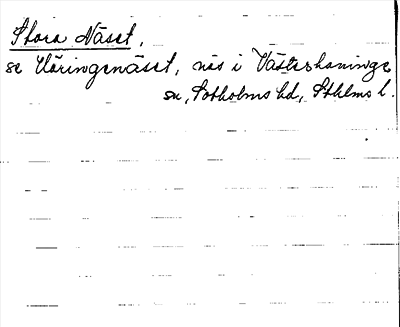 Stora Näset,
se Väringenäset, näs i Västerhaninge
sn, Sotholms hd, Sthlms l.